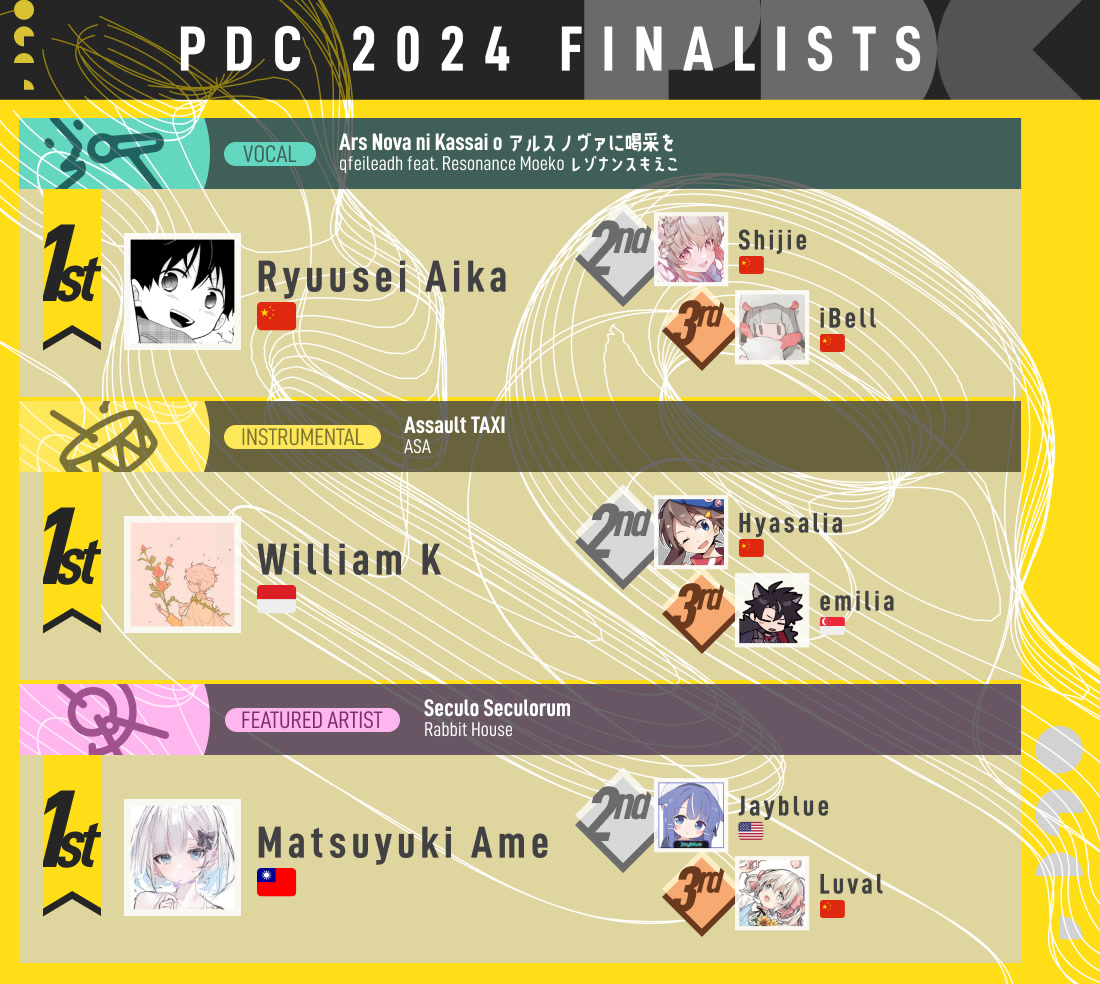 PDC 2024 FINALISTS
VOCAL
Ars Nova ni Kassai o アルスノヴァに喝采を
qfeileadh feat. Resonance Moeko レゾナンスもえこ
1st
Ryuusei Aika
2nd
Shijie
3rd
iBell
INSTRUMENTAL
Assault TAXI
ASA
1st
William K
2nd
Hyasalia
3rd
emilia
FEATURED ARTIST
Seculo Seculorum
Rabbit House
1st
Matsuyuki Ame
2nd
Jayblue
Jayblue
3rd
Luval